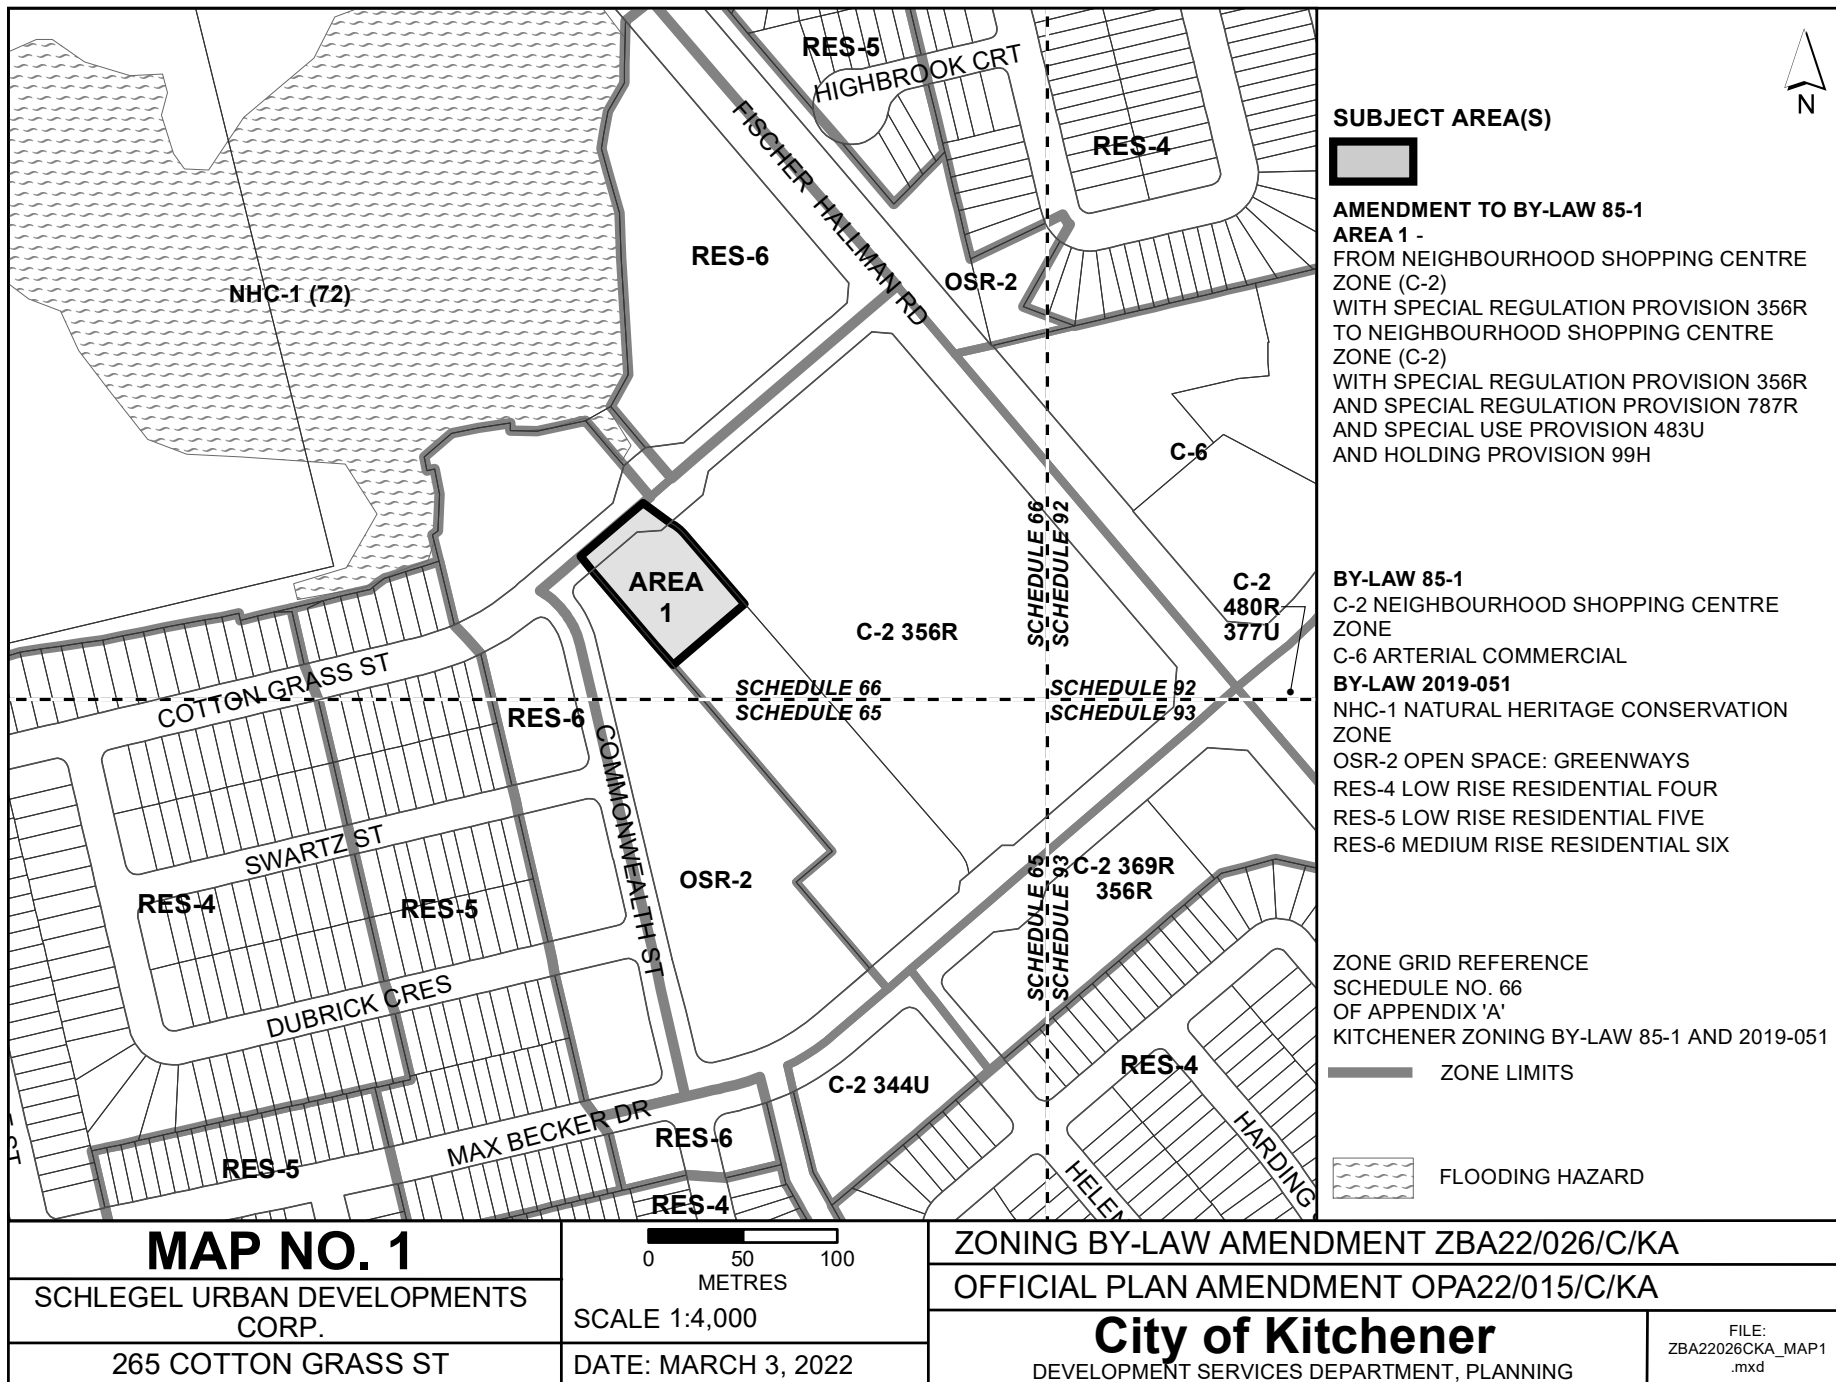 RES-5
HIGHBROOK CRT
FISCHER HALLMAN RD
RES-4
RES-6
OSR-2
NHC-1 (72)
C-6
AREA
1
C-2 356R
SCHEDULE 66
SCHEDULE 92
C-2
480R
377U
SCHEDULE 66
SCHEDULE 65
SCHEDULE 92
SCHEDULE 93
COTTON GRASS ST
RES-6
COMMONWEALTH ST
SWARTZ ST
RES-4
RES-5
OSR-2
C-2 369R
356R
SCHEDULE 65
SCHEDULE 93
DUBRICK CRES
C-2 344U
RES-4
MAX BECKER DR
RES-6
RES-5
RES-4
HARDING
HELEN
ST
N
SUBJECT AREA(S)
AMENDMENT TO BY-LAW 85-1
AREA 1 -
FROM NEIGHBOURHOOD SHOPPING CENTRE
ZONE (C-2)
WITH SPECIAL REGULATION PROVISION 356R
TO NEIGHBOURHOOD SHOPPING CENTRE
ZONE (C-2)
WITH SPECIAL REGULATION PROVISION 356R
AND SPECIAL REGULATION PROVISION 787R
AND SPECIAL USE PROVISION 483U
AND HOLDING PROVISION 99H
BY-LAW 85-1
C-2 NEIGHBOURHOOD SHOPPING CENTRE
ZONE
C-6 ARTERIAL COMMERCIAL
BY-LAW 2019-051
NHC-1 NATURAL HERITAGE CONSERVATION
ZONE
OSR-2 OPEN SPACE: GREENWAYS
RES-4 LOW RISE RESIDENTIAL FOUR
RES-5 LOW RISE RESIDENTIAL FIVE
RES-6 MEDIUM RISE RESIDENTIAL SIX
ZONE GRID REFERENCE
SCHEDULE NO. 66
OF APPENDIX 'A'
KITCHENER ZONING BY-LAW 85-1 AND 2019-051
ZONE LIMITS
FLOODING HAZARD
MAP NO. 1
SCHLEGEL URBAN DEVELOPMENTS
CORP.
265 COTTON GRASS ST
0 50 100
METRES
SCALE 1:4,000
DATE: MARCH 3, 2022
ZONING BY-LAW AMENDMENT ZBA22/026/C/KA
OFFICIAL PLAN AMENDMENT OPA22/015/C/KA
City of Kitchener
DEVELOPMENT SERVICES DEPARTMENT, PLANNING
FILE:
ZBA22026CKA_MAP1
.mxd